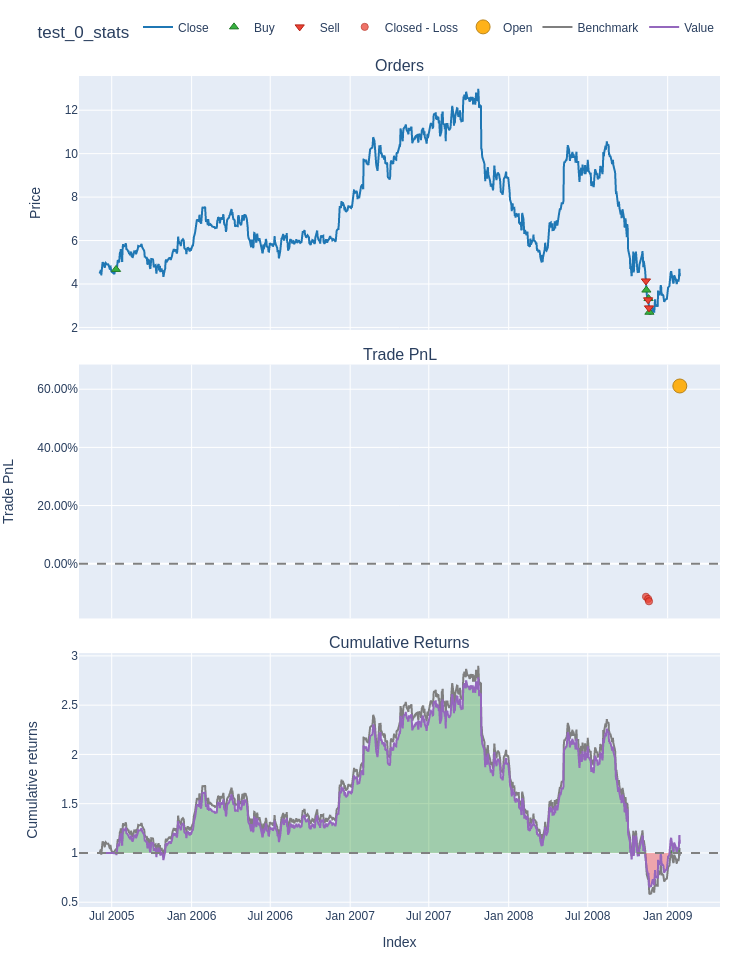 test_0_stats
Close Buy Sell Closed - Loss Open Benchmark Value
Orders
12
10
8
6
4
2
Price
Trade PnL
60.00%
40.00%
20.00%
0.00%
Trade PnL
Cumulative Returns
3
2.5
2
1.5
1
0.5
Cumulative returns
Jul 2005 Jan 2006 Jul 2006 Jan 2007 Jul 2007 Jan 2008 Jul 2008 Jan 2009
Index